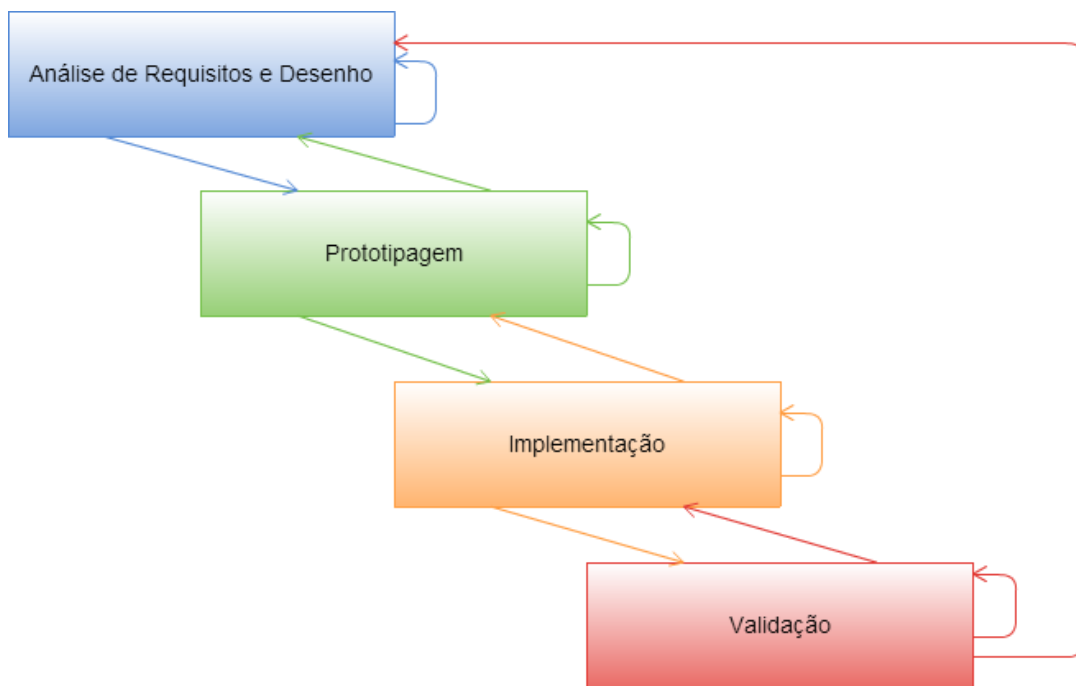 Análise de Requisitos e Desenho
Prototipagem
Implementação
Validação